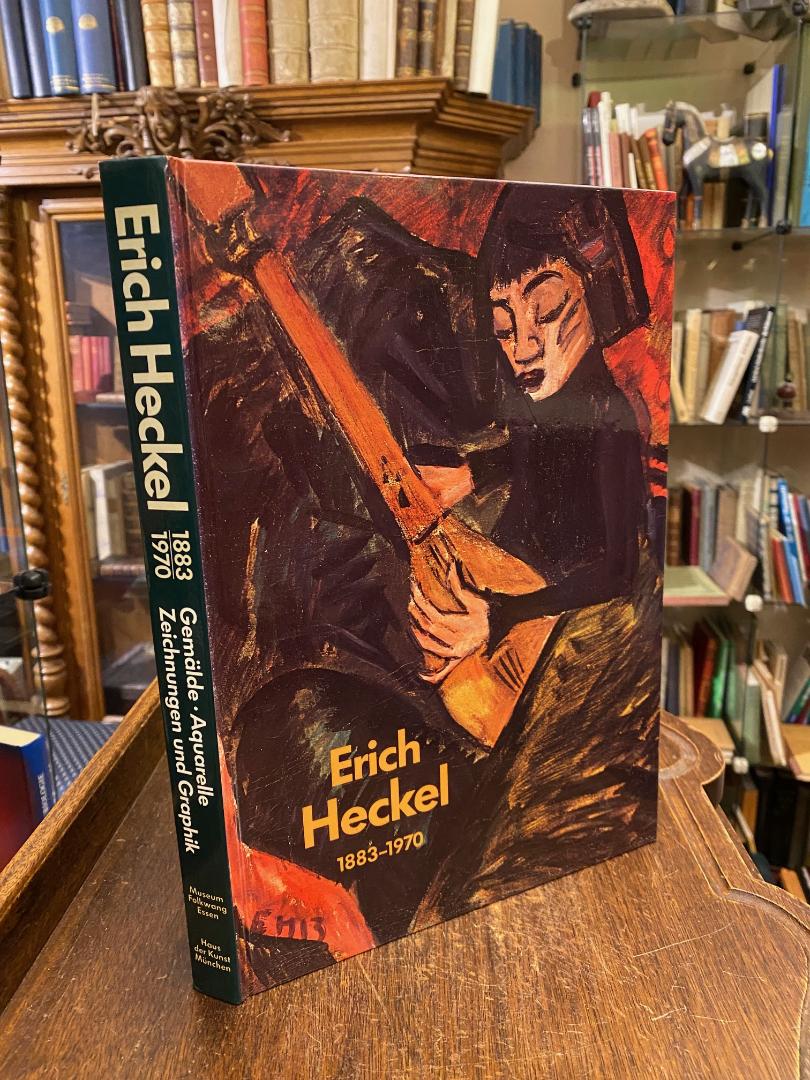 Erich Heckel
1883
1970
Gemälde · Aquarelle
Zeichnungen und Graphik
Museum
Folkwang
Essen
Haus
der Kunst
München
Erich
Heckel
1883–1970
EH13